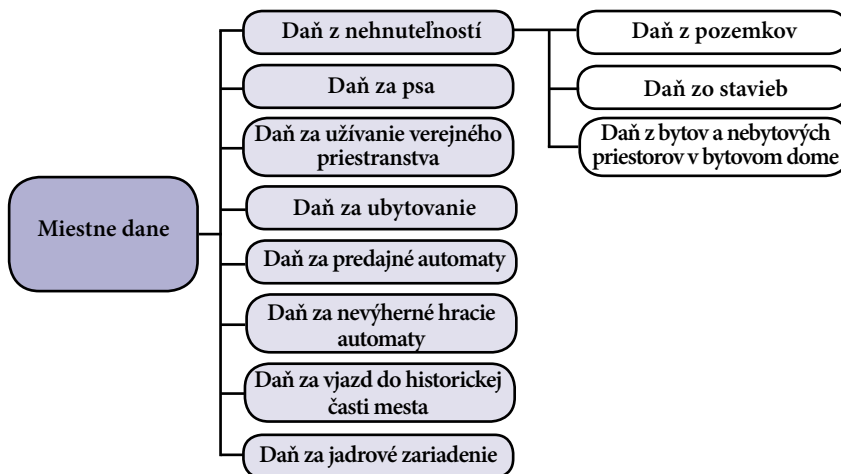 Miestne dane
Daň z nehnuteľností
Daň za psa
Daň za užívanie verejného
priestranstva
Daň za ubytovanie
Daň za predajné automaty
Daň za nevýherné hracie
automaty
Daň za vjazd do historickej
časti mesta
Daň za jadrové zariadenie
Daň z pozemkov
Daň zo stavieb
Daň z bytov a nebytových
priestorov v bytovom dome